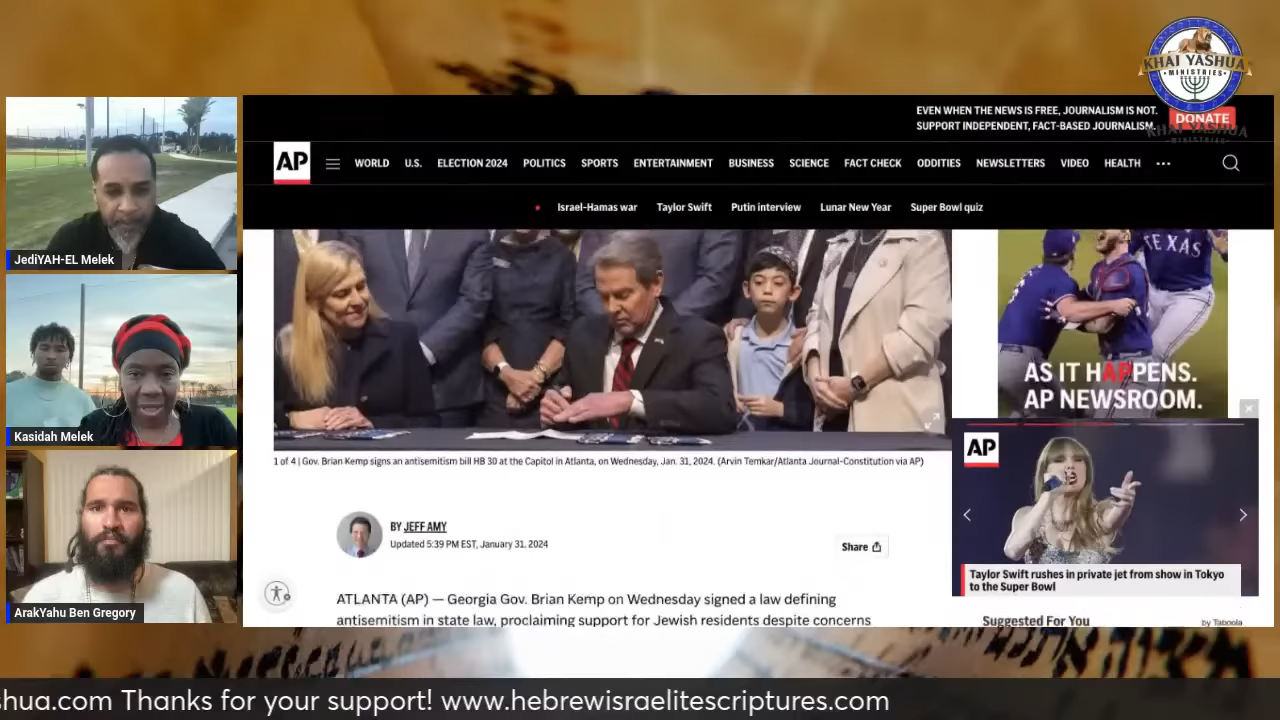 KHAI YASHUA
MINISTRIES
EVEN WHEN THE NEWS IS FREE, JOURNALISM IS NOT.
SUPPORT INDEPENDENT, FACT-BASED JOURNALISM.
DONATE
KHAI YASHUA
MINISTRIES
AP
WORLD U.S. ELECTION 2024 POLITICS SPORTS ENTERTAINMENT BUSINESS SCIENCE FACT CHECK ODDITIES NEWSLETTERS VIDEO HEALTH ···
Israel-Hamas war Taylor Swift Putin interview Lunar New Year Super Bowl quiz
JediYAH-EL Melek
Kasidah Melek
ArakYahu Ben Gregory
TEXAS
AS IT HAPPENS.
AP NEWSROOM.
1 of 4 | Gov. Brian Kemp signs an antisemitism bill HB 30 at the Capitol in Atlanta, on Wednesday, Jan. 31, 2024. (Arvin Temkar/Atlanta Journal-Constitution via AP)
BY JEFF AMY
Updated 5:39 PM EST, January 31, 2024
Share
AP
Taylor Swift rushes in private jet from show in Tokyo
to the Super Bowl
ATLANTA (AP) — Georgia Gov. Brian Kemp on Wednesday signed a law defining
antisemitism in state law, proclaiming support for Jewish residents despite concerns
Suggested For You
by Taboola
shua.com Thanks for your support! www.hebrewisraelitescriptures.com